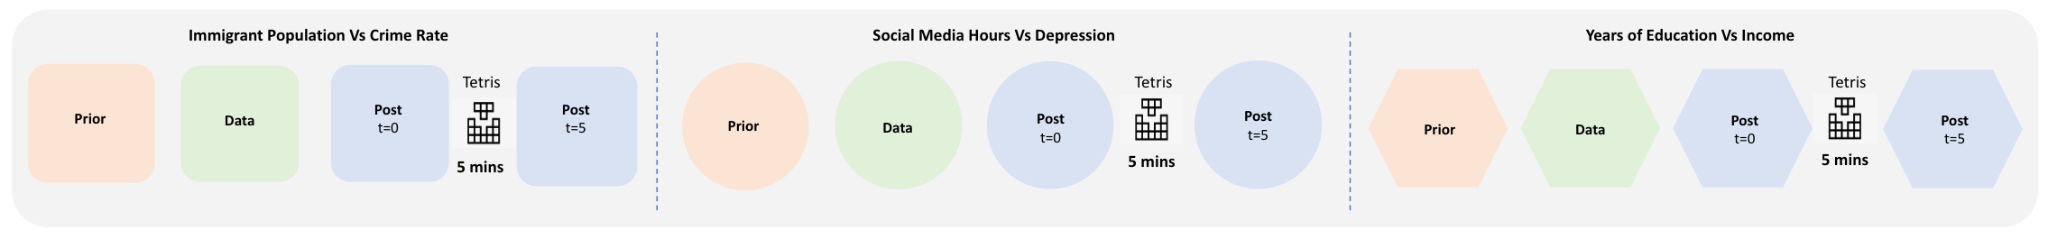 Immigrant Population Vs Crime Rate
Prior
Data
Post
t=0
Tetris
5 mins
Post
t=5
Social Media Hours Vs Depression
Prior
Data
Post
t=0
Tetris
5 mins
Post
t=5
Years of Education Vs Income
Prior
Data
Post
t=0
Tetris
5 mins
Post
t=5